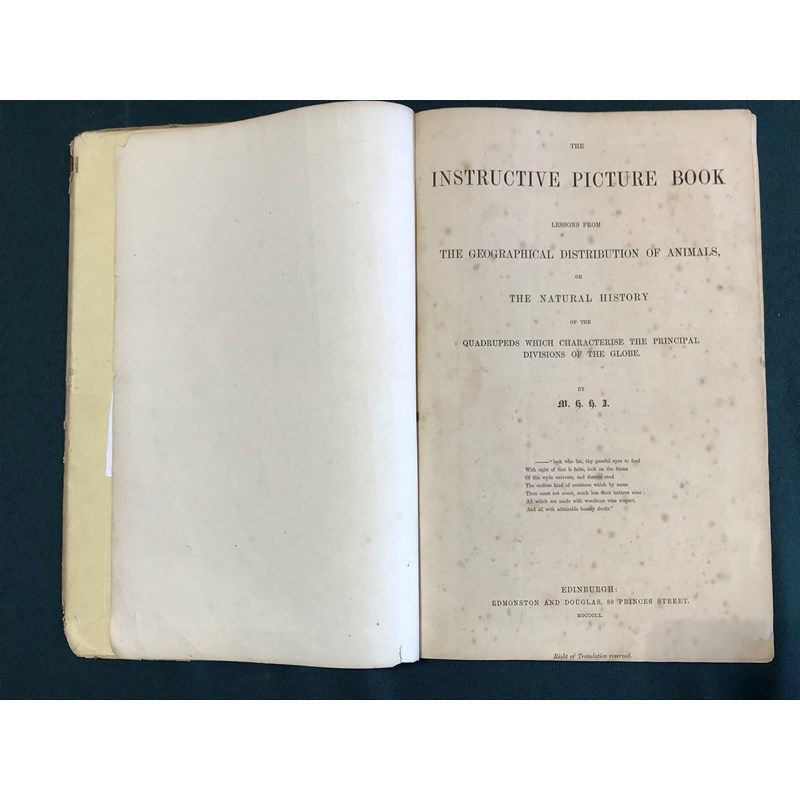 THE
INSTRUCTIVE PICTURE BOOK
LESSONS FROM
THE GEOGRAPHICAL DISTRIBUTION OF ANIMALS,
OR
THE NATURAL HISTORY
OF THE
QUADRUPEDS WHICH CHARACTERISE THE PRINCIPAL
DIVISIONS OF THE GLOBE.
BY
M. H. H. J.
"look who list, thy gazeful eyes to feed
With sight of that is faire, look on the frame
Of this wyde universe, and therein read
The endless kind of creatures which by name
Thou canst not count, much less their natures aime:
All which are made with wondrous wise respect,
And all with admirable beauty deckt."
EDINBURGH:
EDMONSTON AND DOUGLAS, 88 PRINCES STREET.
MDCCCLX.
Right of Translation reserved.